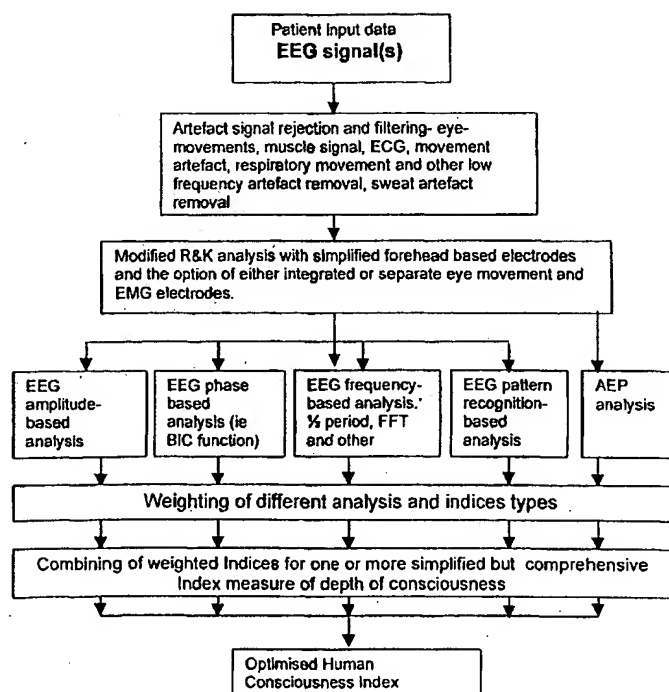 Patient input data
EEG signal(s)
Artefact signal rejection and filtering- eye-
movements, muscle signal, ECG, movement
artefact, respiratory movement and other low
frequency artefact removal, sweat artefact
removal
Modified R&K analysis with simplified forehead based electrodes
and the option of either integrated or separate eye movement and
EMG electrodes.
EEG
amplitude-
based
analysis
EEG phase
based
analysis (ie
BIC function)
EEG frequency-
based analysis.
½ period, FFT
and other
EEG pattern
recognition-
based
analysis
AEP
analysis
Weighting of different analysis and indices types
Combining of weighted Indices for one or more simplified but comprehensive
Index measure of depth of consciousness
Optimised Human
Consciousness Index